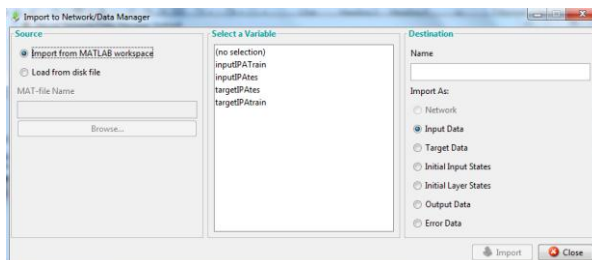 Import to Network/Data Manager
Source
Import from MATLAB workspace
Load from disk file
MAT-file Name
Browse...
Select a Variable
(no selection)
inputIPATrain
inputIPAtes
targetIPAtes
targetIPAtrain
Destination
Name
Import As:
Network
Input Data
Target Data
Initial Input States
Initial Layer States
Output Data
Error Data
Import
Close